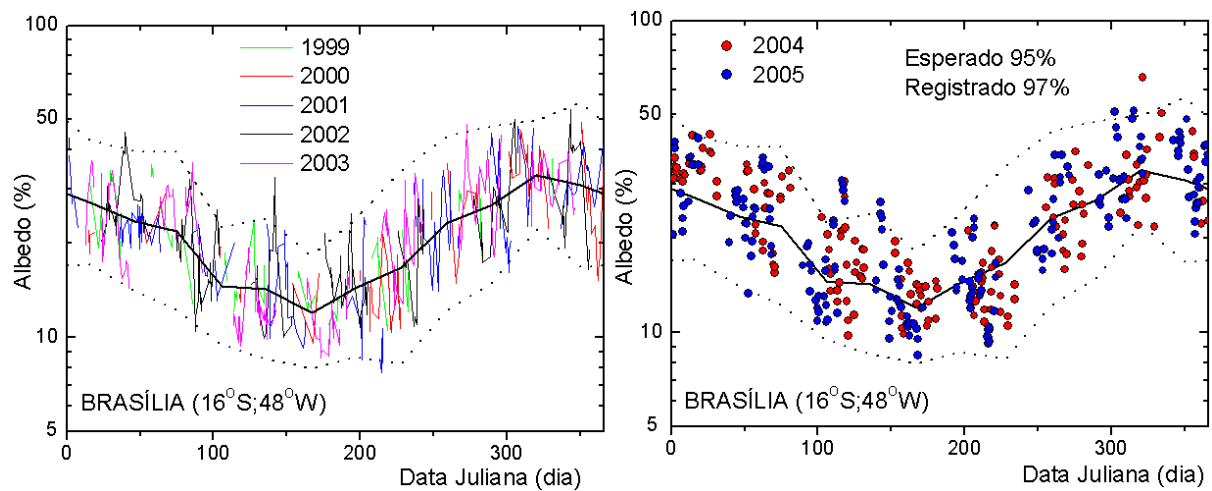 100
50
10
5
Albedo (%)
1999
2000
2001
2002
2003
BRASÍLIA (16°S;48°W)
0
100
200
300
Data Juliana (dia)
100
50
10
5
Albedo (%)
2004
2005
Esperado 95%
Registrado 97%
BRASÍLIA (16°S;48°W)
0
100
200
300
Data Juliana (dia)